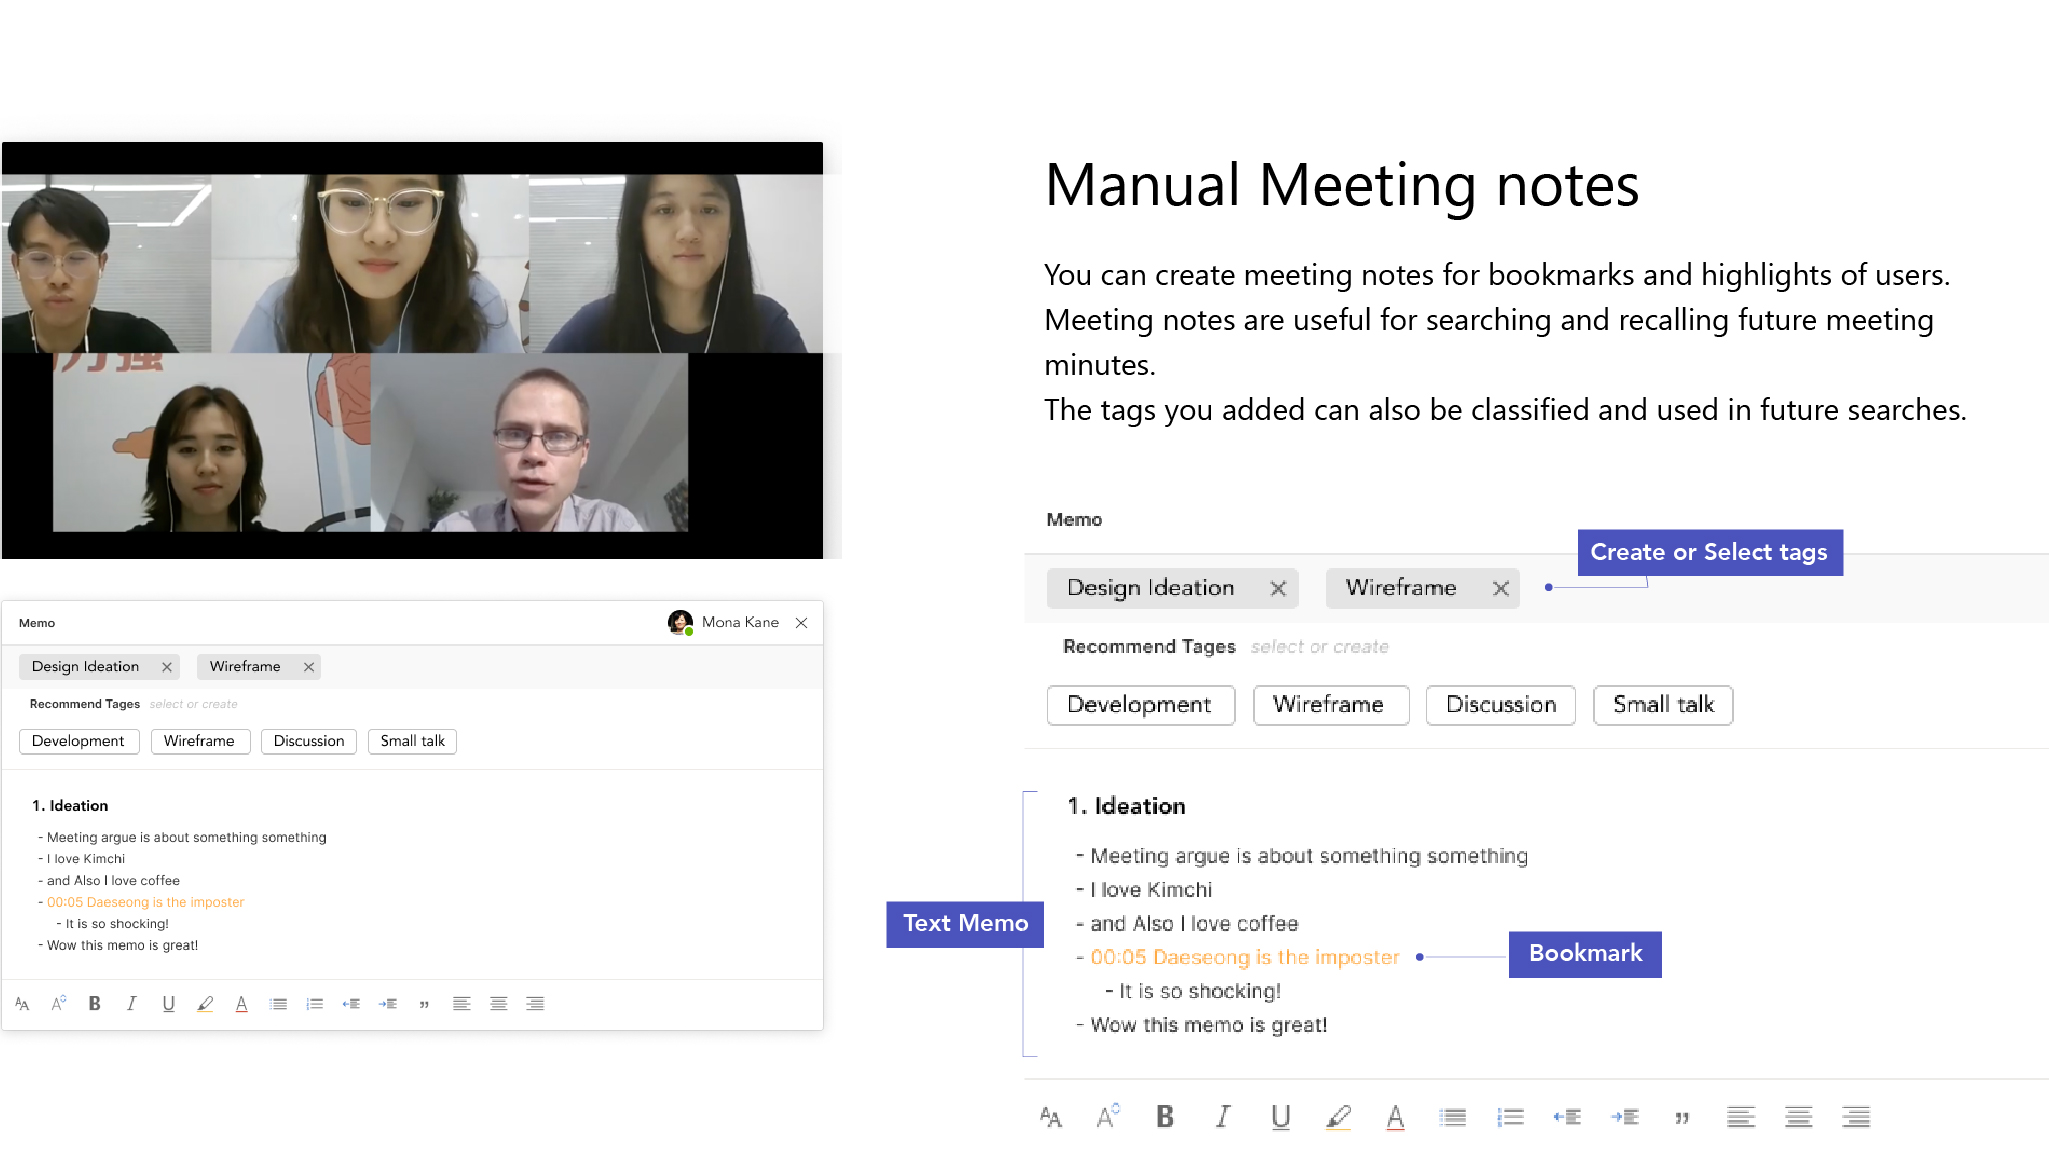 力强
Memo
Mona Kane
Design Ideation
Wireframe
Recommend Tages select or create
Development
Wireframe
Discussion
Small talk
1. Ideation
- Meeting argue is about something something
- I love Kimchi
- and Also I love coffee
- 00:05 Daeseong is the imposter
- It is so shocking!
- Wow this memo is great!
Manual Meeting notes
You can create meeting notes for bookmarks and highlights of users.
Meeting notes are useful for searching and recalling future meeting
minutes.
The tags you added can also be classified and used in future searches.
Memo
Create or Select tags
Design Ideation
Wireframe
Recommend Tages select or create
Development
Wireframe
Discussion
Small talk
1. Ideation
- Meeting argue is about something something
- I love Kimchi
- and Also I love coffee
Text Memo
- 00:05 Daeseong is the imposter
Bookmark
- It is so shocking!
- Wow this memo is great!